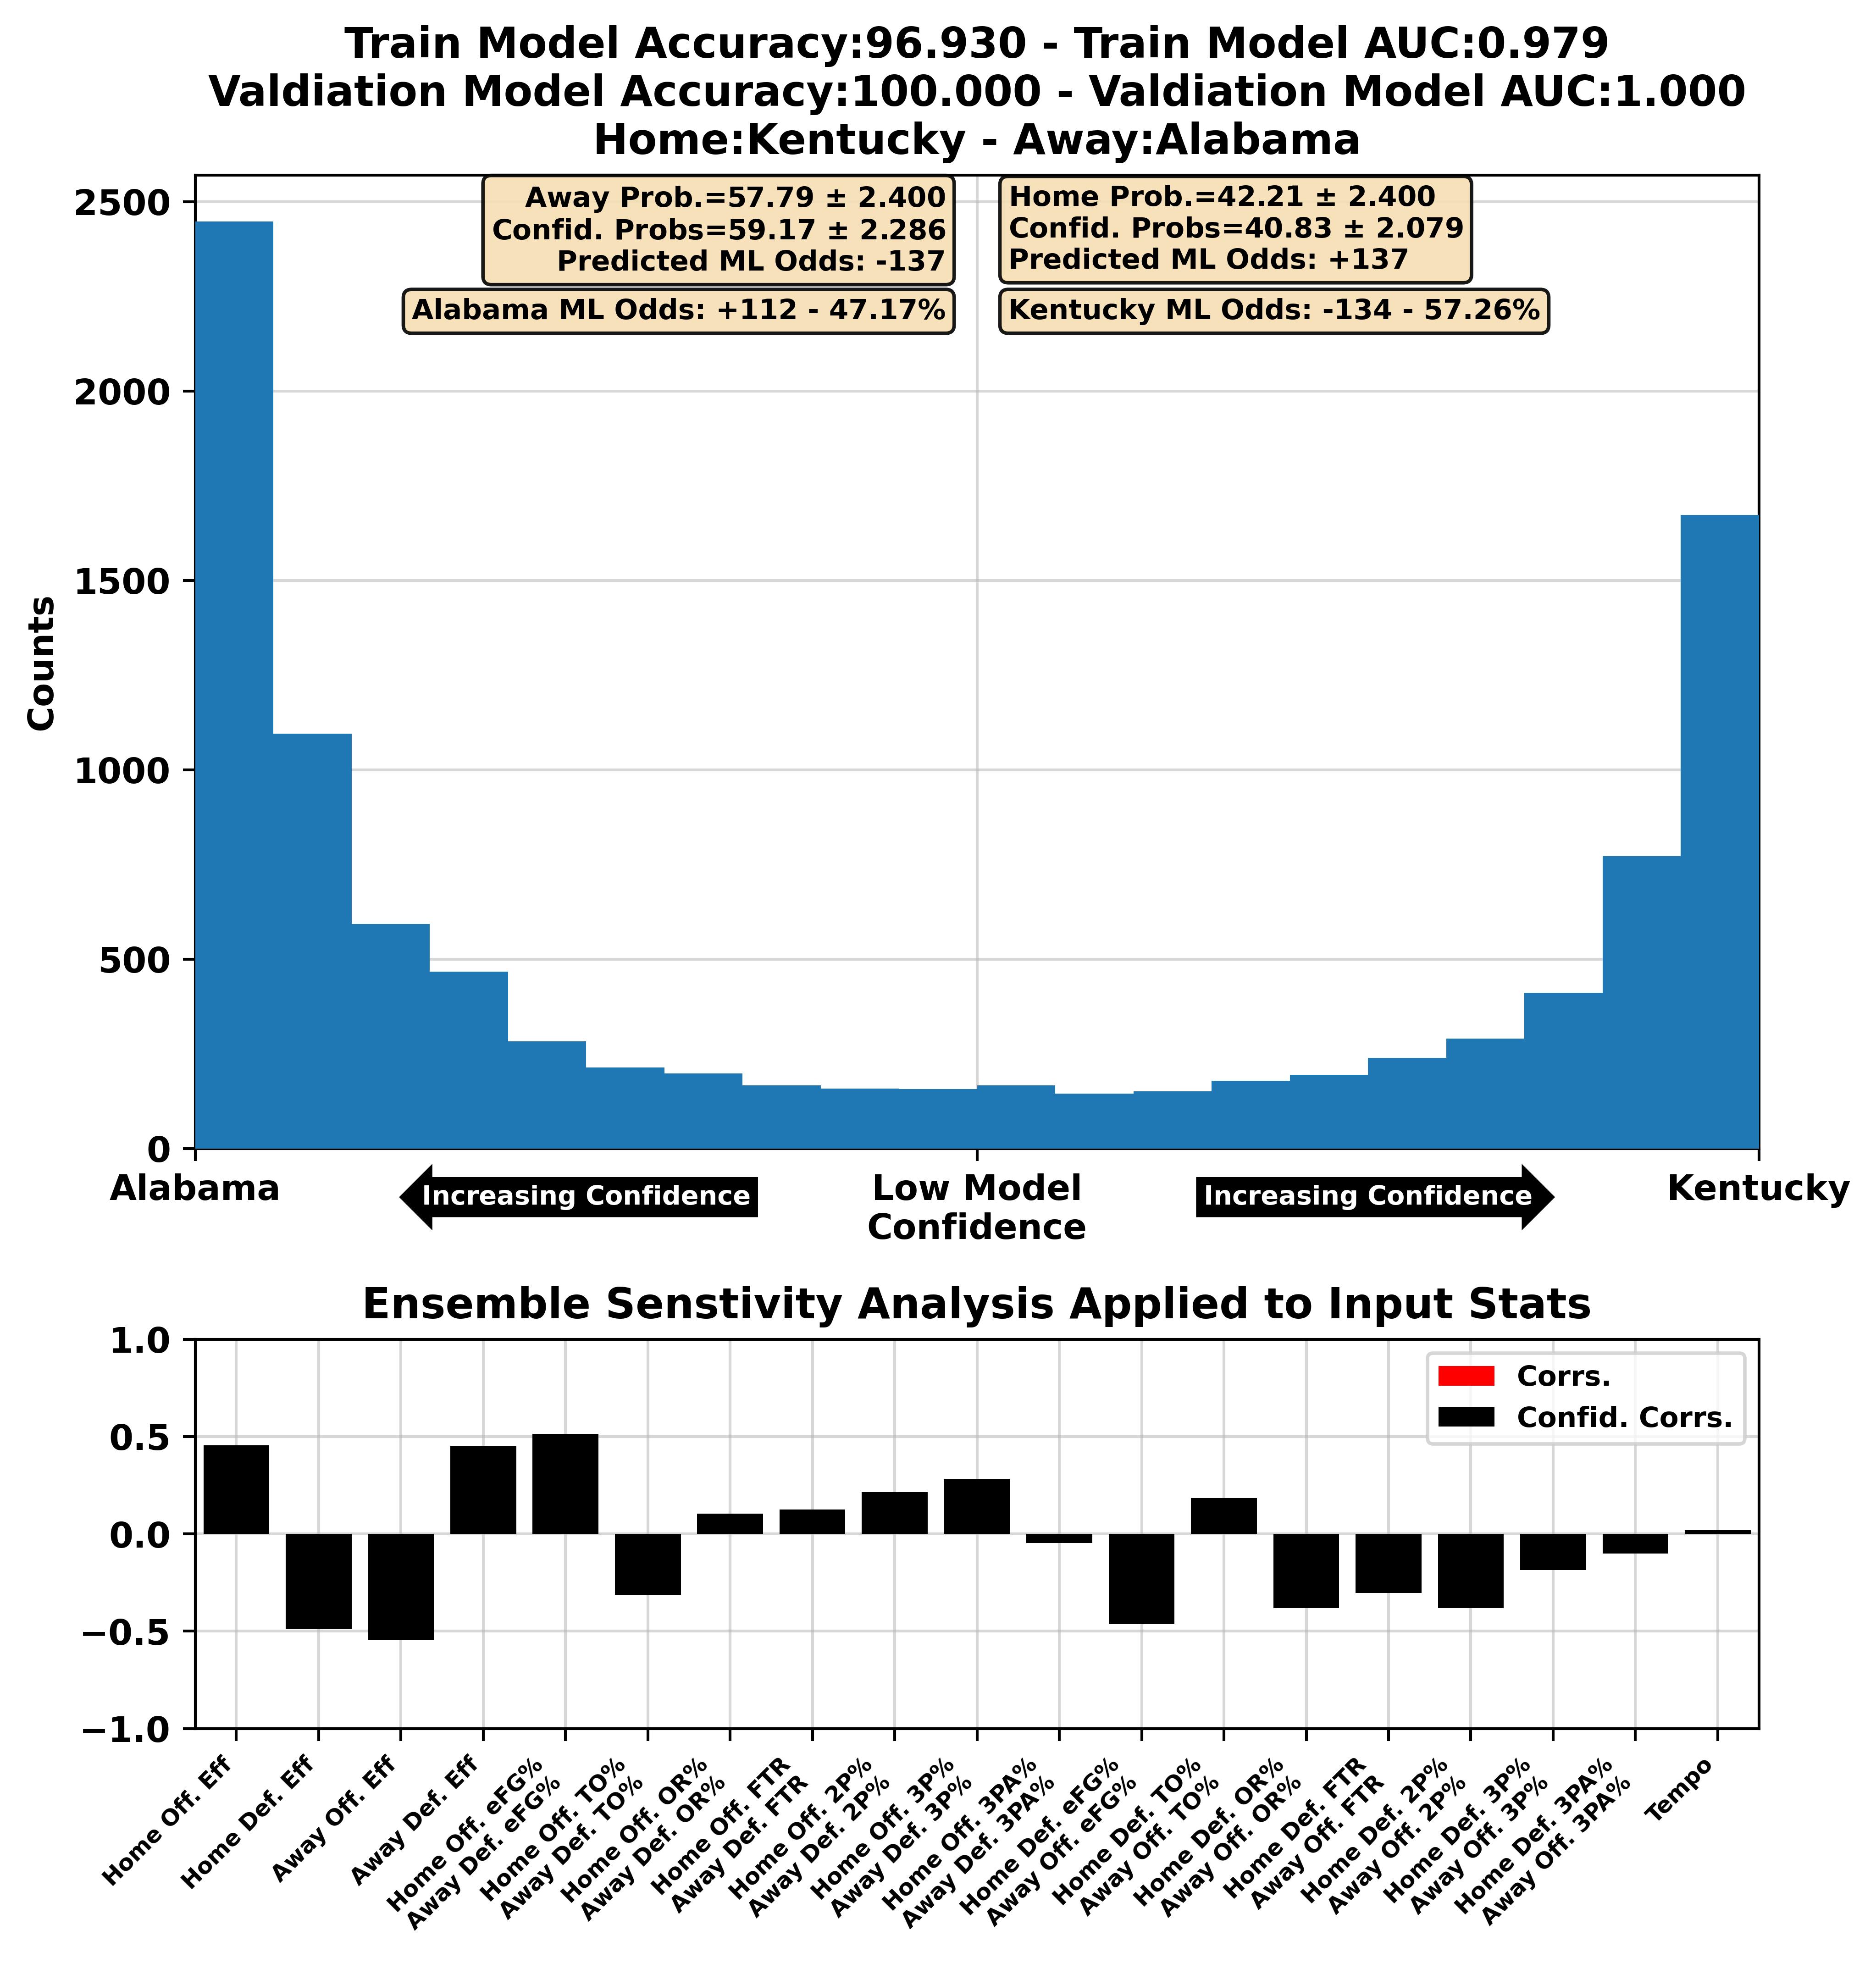 Train Model Accuracy:96.930 - Train Model AUC:0.979
Valdiation Model Accuracy:100.000 - Valdiation Model AUC:1.000
Home:Kentucky - Away:Alabama
Away Prob.=57.79 ± 2.400
Confid. Probs=59.17 ± 2.286
Predicted ML Odds: -137
Alabama ML Odds: +112 - 47.17%
Home Prob.=42.21 ± 2.400
Confid. Probs=40.83 ± 2.079
Predicted ML Odds: +137
Kentucky ML Odds: -134 - 57.26%
Counts
2500
2000
1500
1000
500
0
Alabama
Increasing Confidence
Low Model
Confidence
Increasing Confidence
Kentucky
Ensemble Senstivity Analysis Applied to Input Stats
1.0
0.5
0.0
−0.5
−1.0
Corrs.
Confid. Corrs.
Home Off. Eff
Home Def. Eff
Away Off. Eff
Away Def. Eff
Home Off. eFG%
Away Def. eFG%
Home Off. TO%
Away Def. TO%
Home Off. OR%
Away Def. OR%
Home Off. FTR
Away Def. FTR
Home Off. 2P%
Away Def. 2P%
Home Off. 3P%
Away Def. 3P%
Home Off. 3PA%
Away Def. 3PA%
Home Def. eFG%
Away Off. eFG%
Home Def. TO%
Away Off. TO%
Home Def. OR%
Away Off. OR%
Home Def. FTR
Away Off. FTR
Home Def. 2P%
Away Off. 2P%
Home Def. 3P%
Away Off. 3P%
Home Def. 3PA%
Away Off. 3PA%
Tempo